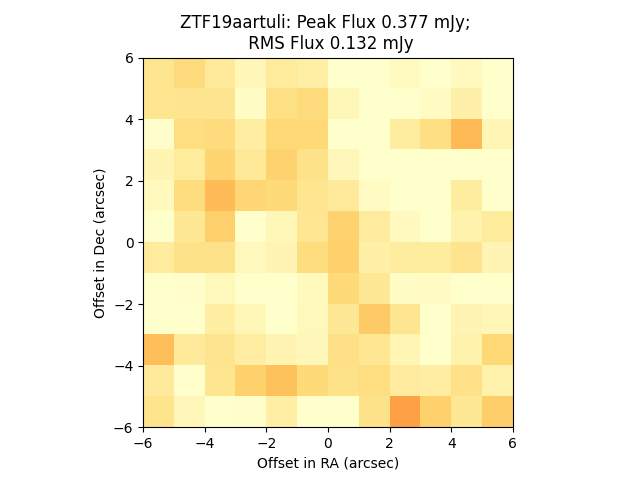 ZTF19aartuli: Peak Flux 0.377 mJy;
RMS Flux 0.132 mJy
6
4
2
0
−2
−4
−6
Offset in Dec (arcsec)
−6 −4 −2 0 2 4 6
Offset in RA (arcsec)